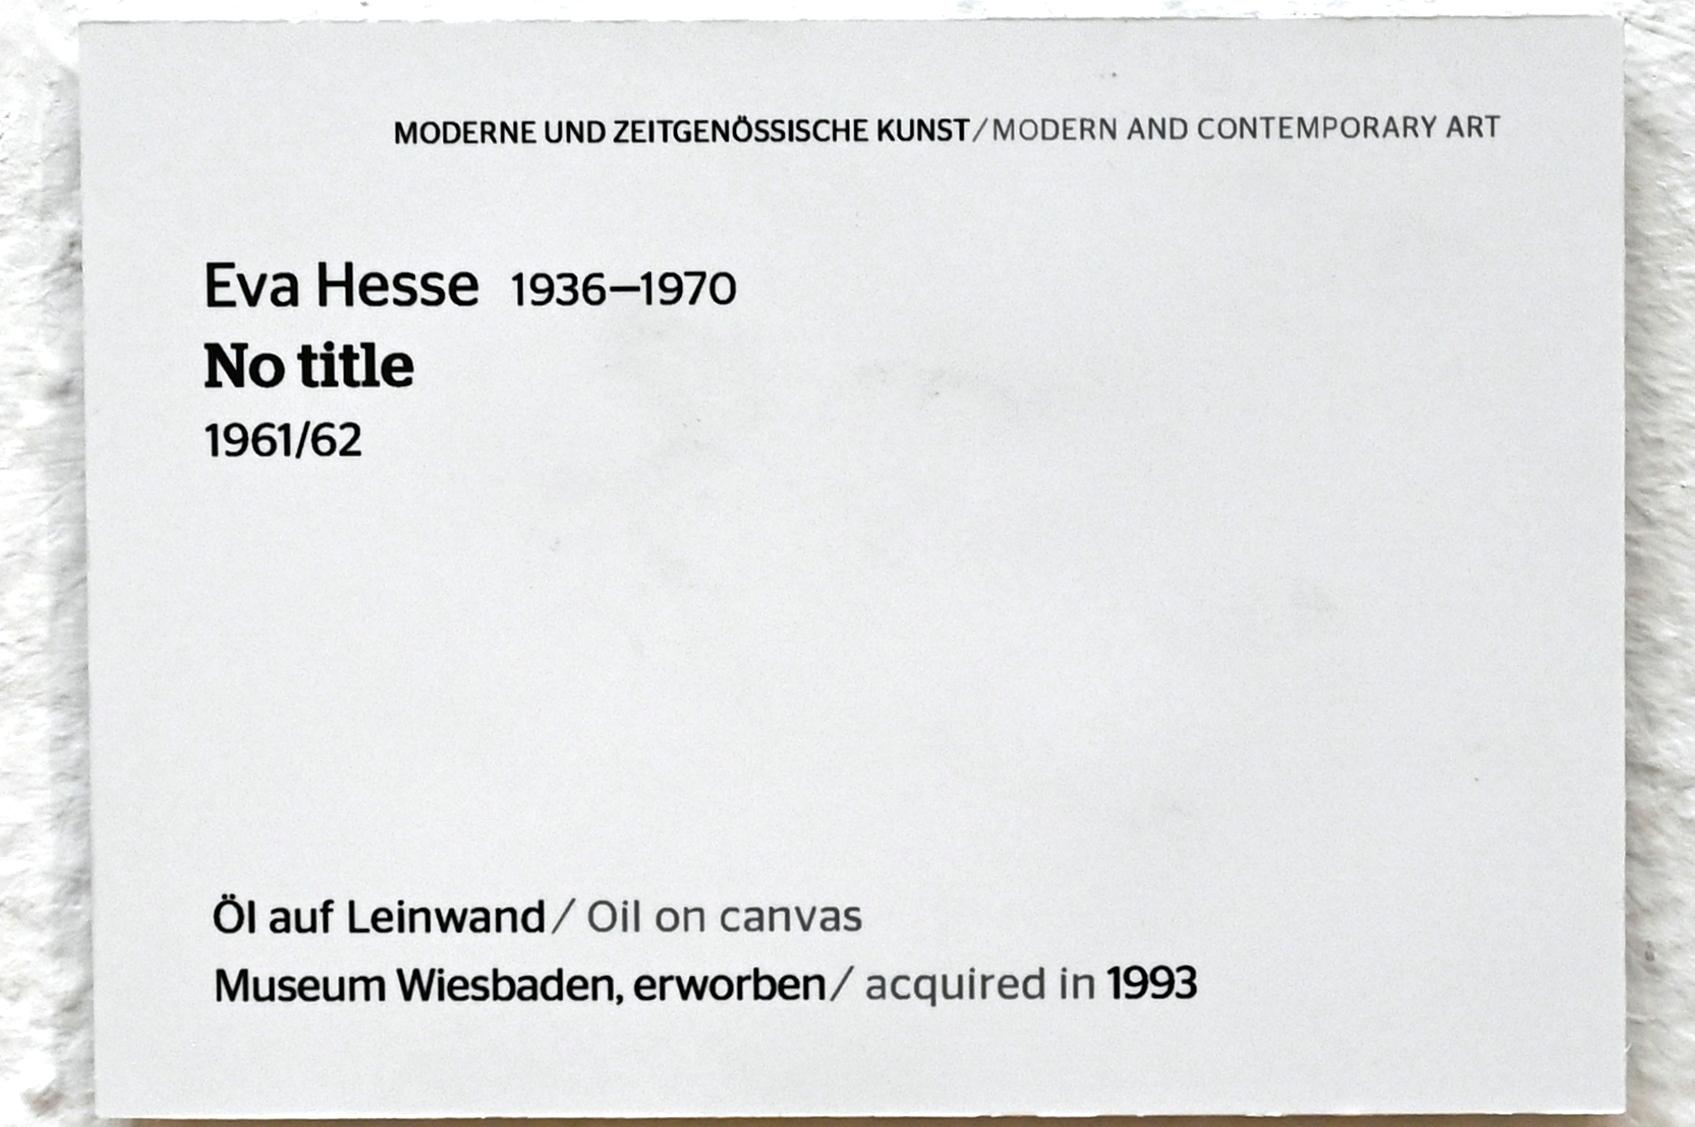 MODERNE UND ZEITGENÖSSISCHE KUNST/MODERN AND CONTEMPORARY ART
Eva Hesse 1936–1970
No title
1961/62
Öl auf Leinwand/ Oil on canvas
Museum Wiesbaden, erworben/ acquired in 1993